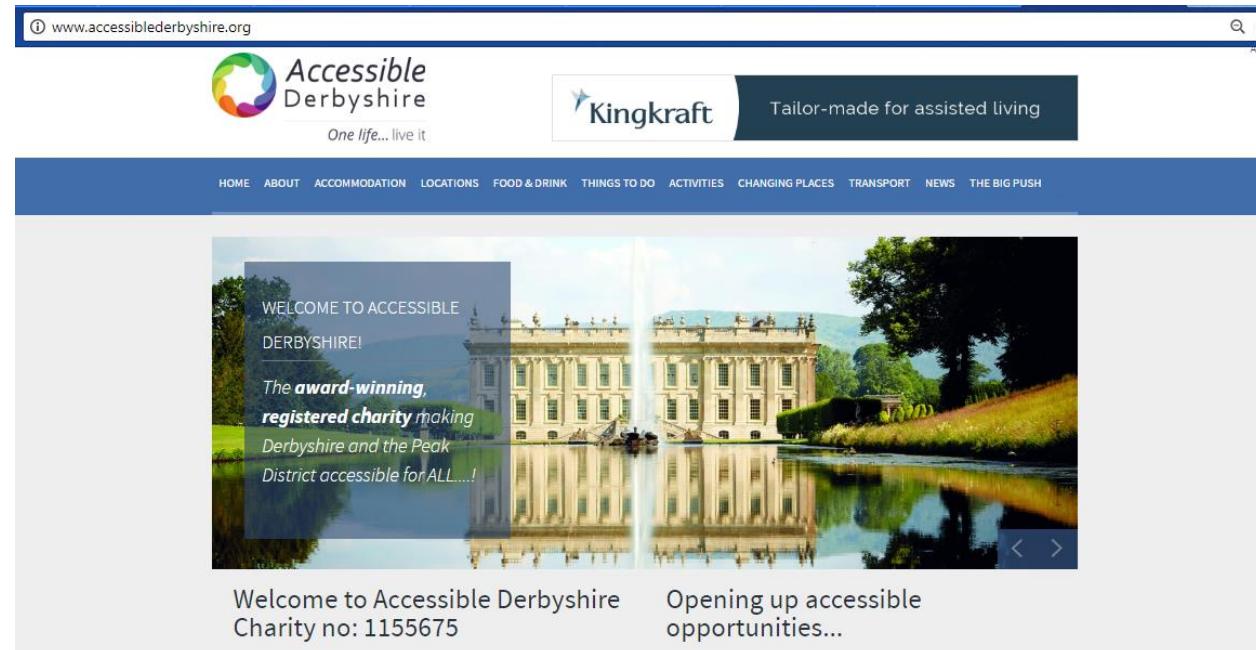 www.accessiblederbyshire.org
Accessible
Derbyshire
One life... live it
Kingkraft
Tailor-made for assisted living
HOME ABOUT ACCOMMODATION LOCATIONS FOOD & DRINK THINGS TO DO ACTIVITIES CHANGING PLACES TRANSPORT NEWS THE BIG PUSH
WELCOME TO ACCESSIBLE
DERBYSHIRE!
The award-winning,
registered charity making
Derbyshire and the Peak
District accessible for ALL....!
Welcome to Accessible Derbyshire
Charity no: 1155675
Opening up accessible
opportunities...